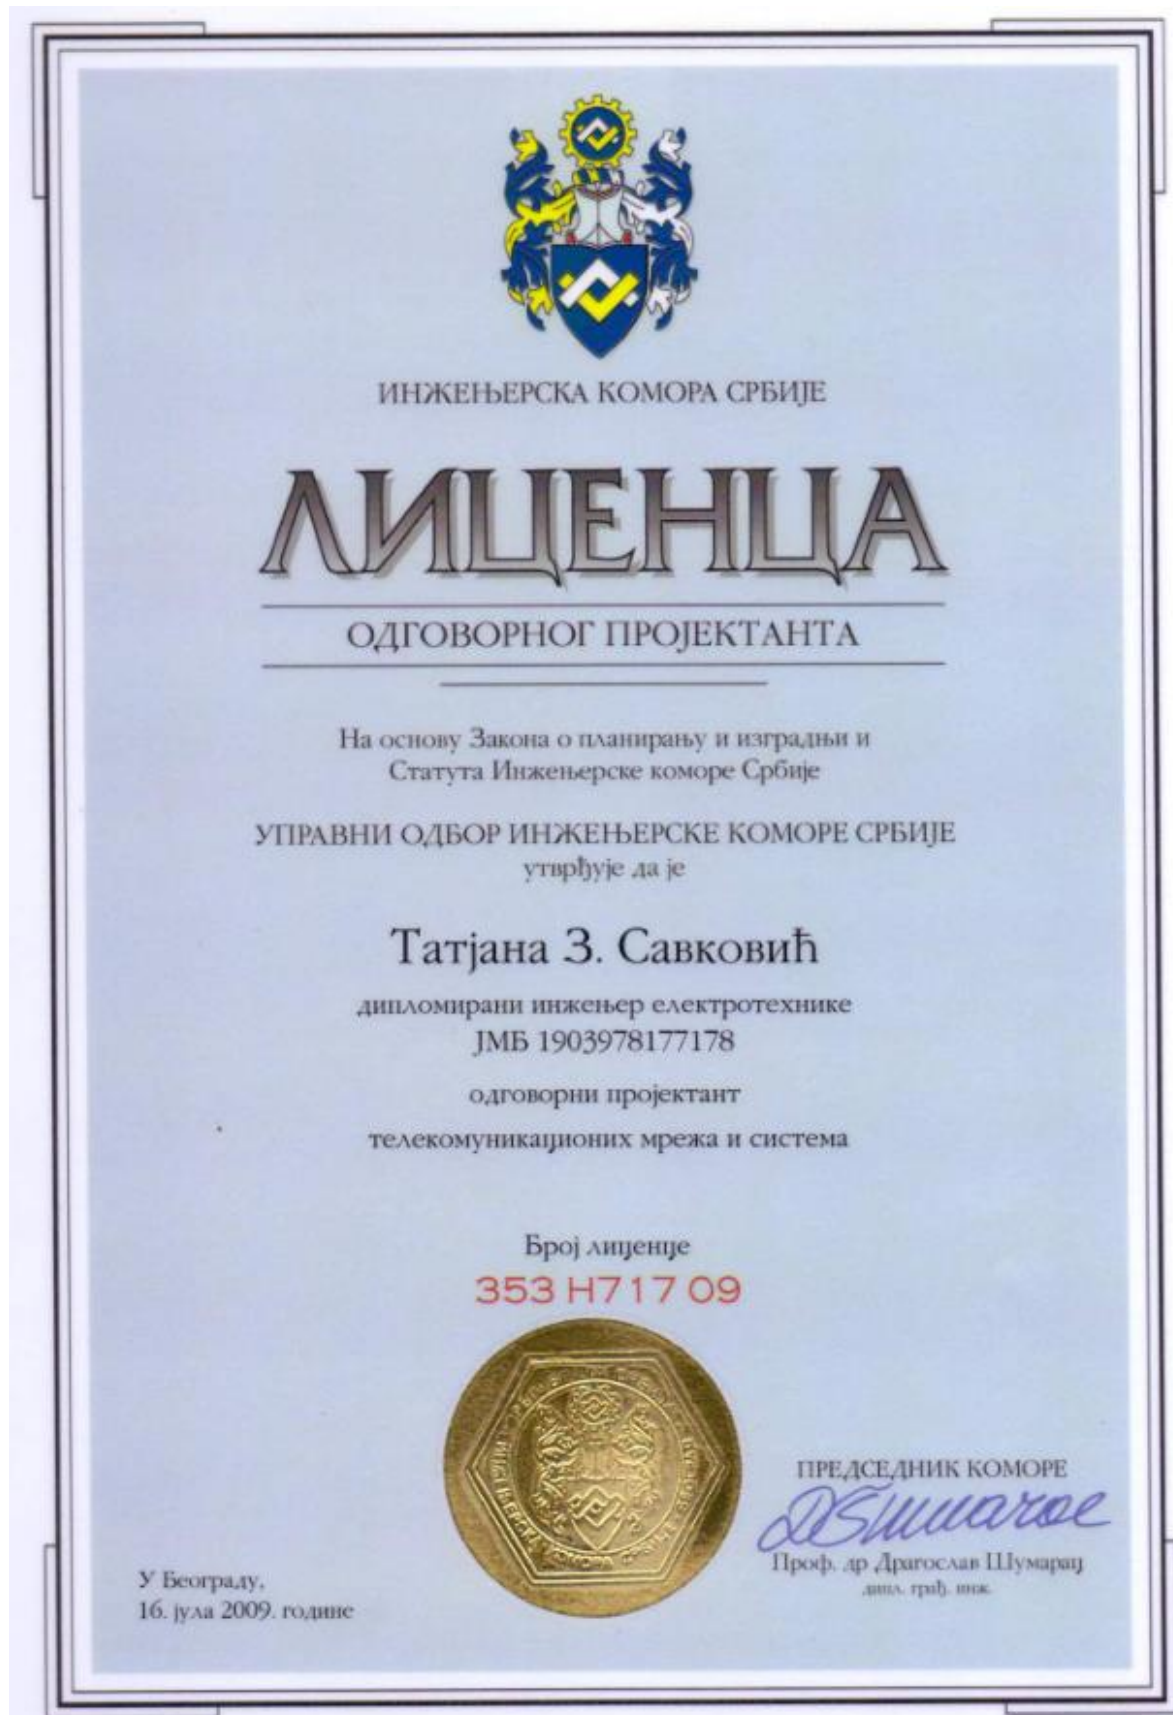 ИНЖЕЊЕРСКА КОМОРА СРБИЈЕ
ЛИЦЕНЦА
ОДГОВОРНОГ ПРОЈЕКТАНТА
На основу Закона о планирању и изградњи и
Статута Инжењерске коморе Србије
УПРАВНИ ОДБОР ИНЖЕЊЕРСКЕ КОМОРЕ СРБИЈЕ
утврђује да је
Татјана З. Савковић
дипломирани инжењер електротехнике
ЈМБ 1903978177178
одговорни пројектант
телекомуникационих мрежа и система
Број лиценце
353 H717 09
ПРЕДСЕДНИК КОМОРЕ
Проф. др Драгослав Шумарац
дипл. грађ. инж.
У Београду,
16. јула 2009. године